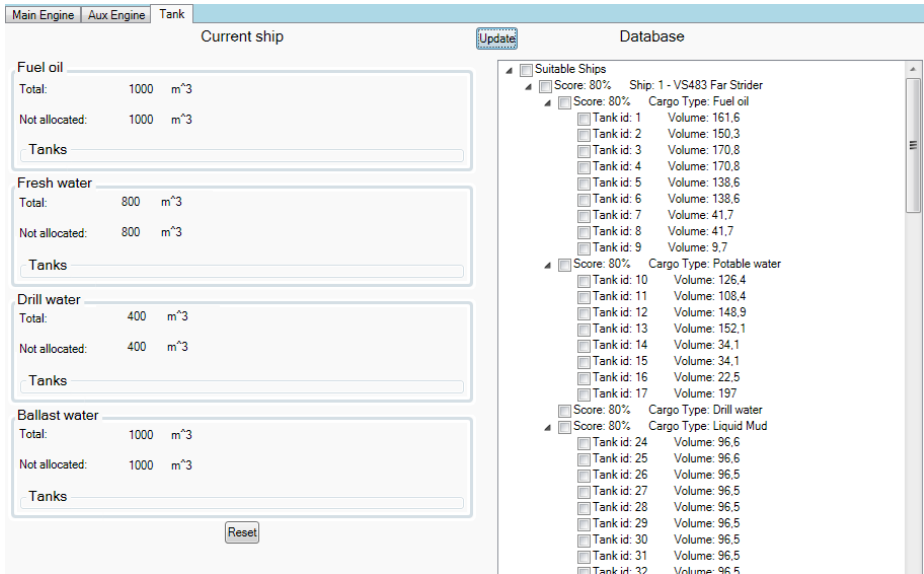 Main Engine Aux Engine Tank
Current ship Update Database
Fuel oil
Total: 1000 m^3
Not allocated: 1000 m^3
Tanks
Fresh water
Total: 800 m^3
Not allocated: 800 m^3
Tanks
Drill water
Total: 400 m^3
Not allocated: 400 m^3
Tanks
Ballast water
Total: 1000 m^3
Not allocated: 1000 m^3
Tanks
Reset
Suitable Ships
Score: 80% Ship: 1 - VS483 Far Strider
Score: 80% Cargo Type: Fuel oil
Tank id: 1 Volume: 161,6
Tank id: 2 Volume: 150,3
Tank id: 3 Volume: 170,8
Tank id: 4 Volume: 170,8
Tank id: 5 Volume: 138,6
Tank id: 6 Volume: 138,6
Tank id: 7 Volume: 41,7
Tank id: 8 Volume: 41,7
Tank id: 9 Volume: 9,7
Score: 80% Cargo Type: Potable water
Tank id: 10 Volume: 126,4
Tank id: 11 Volume: 108,4
Tank id: 12 Volume: 148,9
Tank id: 13 Volume: 152,1
Tank id: 14 Volume: 34,1
Tank id: 15 Volume: 34,1
Tank id: 16 Volume: 22,5
Tank id: 17 Volume: 197
Score: 80% Cargo Type: Drill water
Score: 80% Cargo Type: Liquid Mud
Tank id: 24 Volume: 96,6
Tank id: 25 Volume: 96,6
Tank id: 26 Volume: 96,5
Tank id: 27 Volume: 96,5
Tank id: 28 Volume: 96,5
Tank id: 29 Volume: 96,5
Tank id: 30 Volume: 96,5
Tank id: 31 Volume: 96,5
Tank id: 32 Volume: 96,5